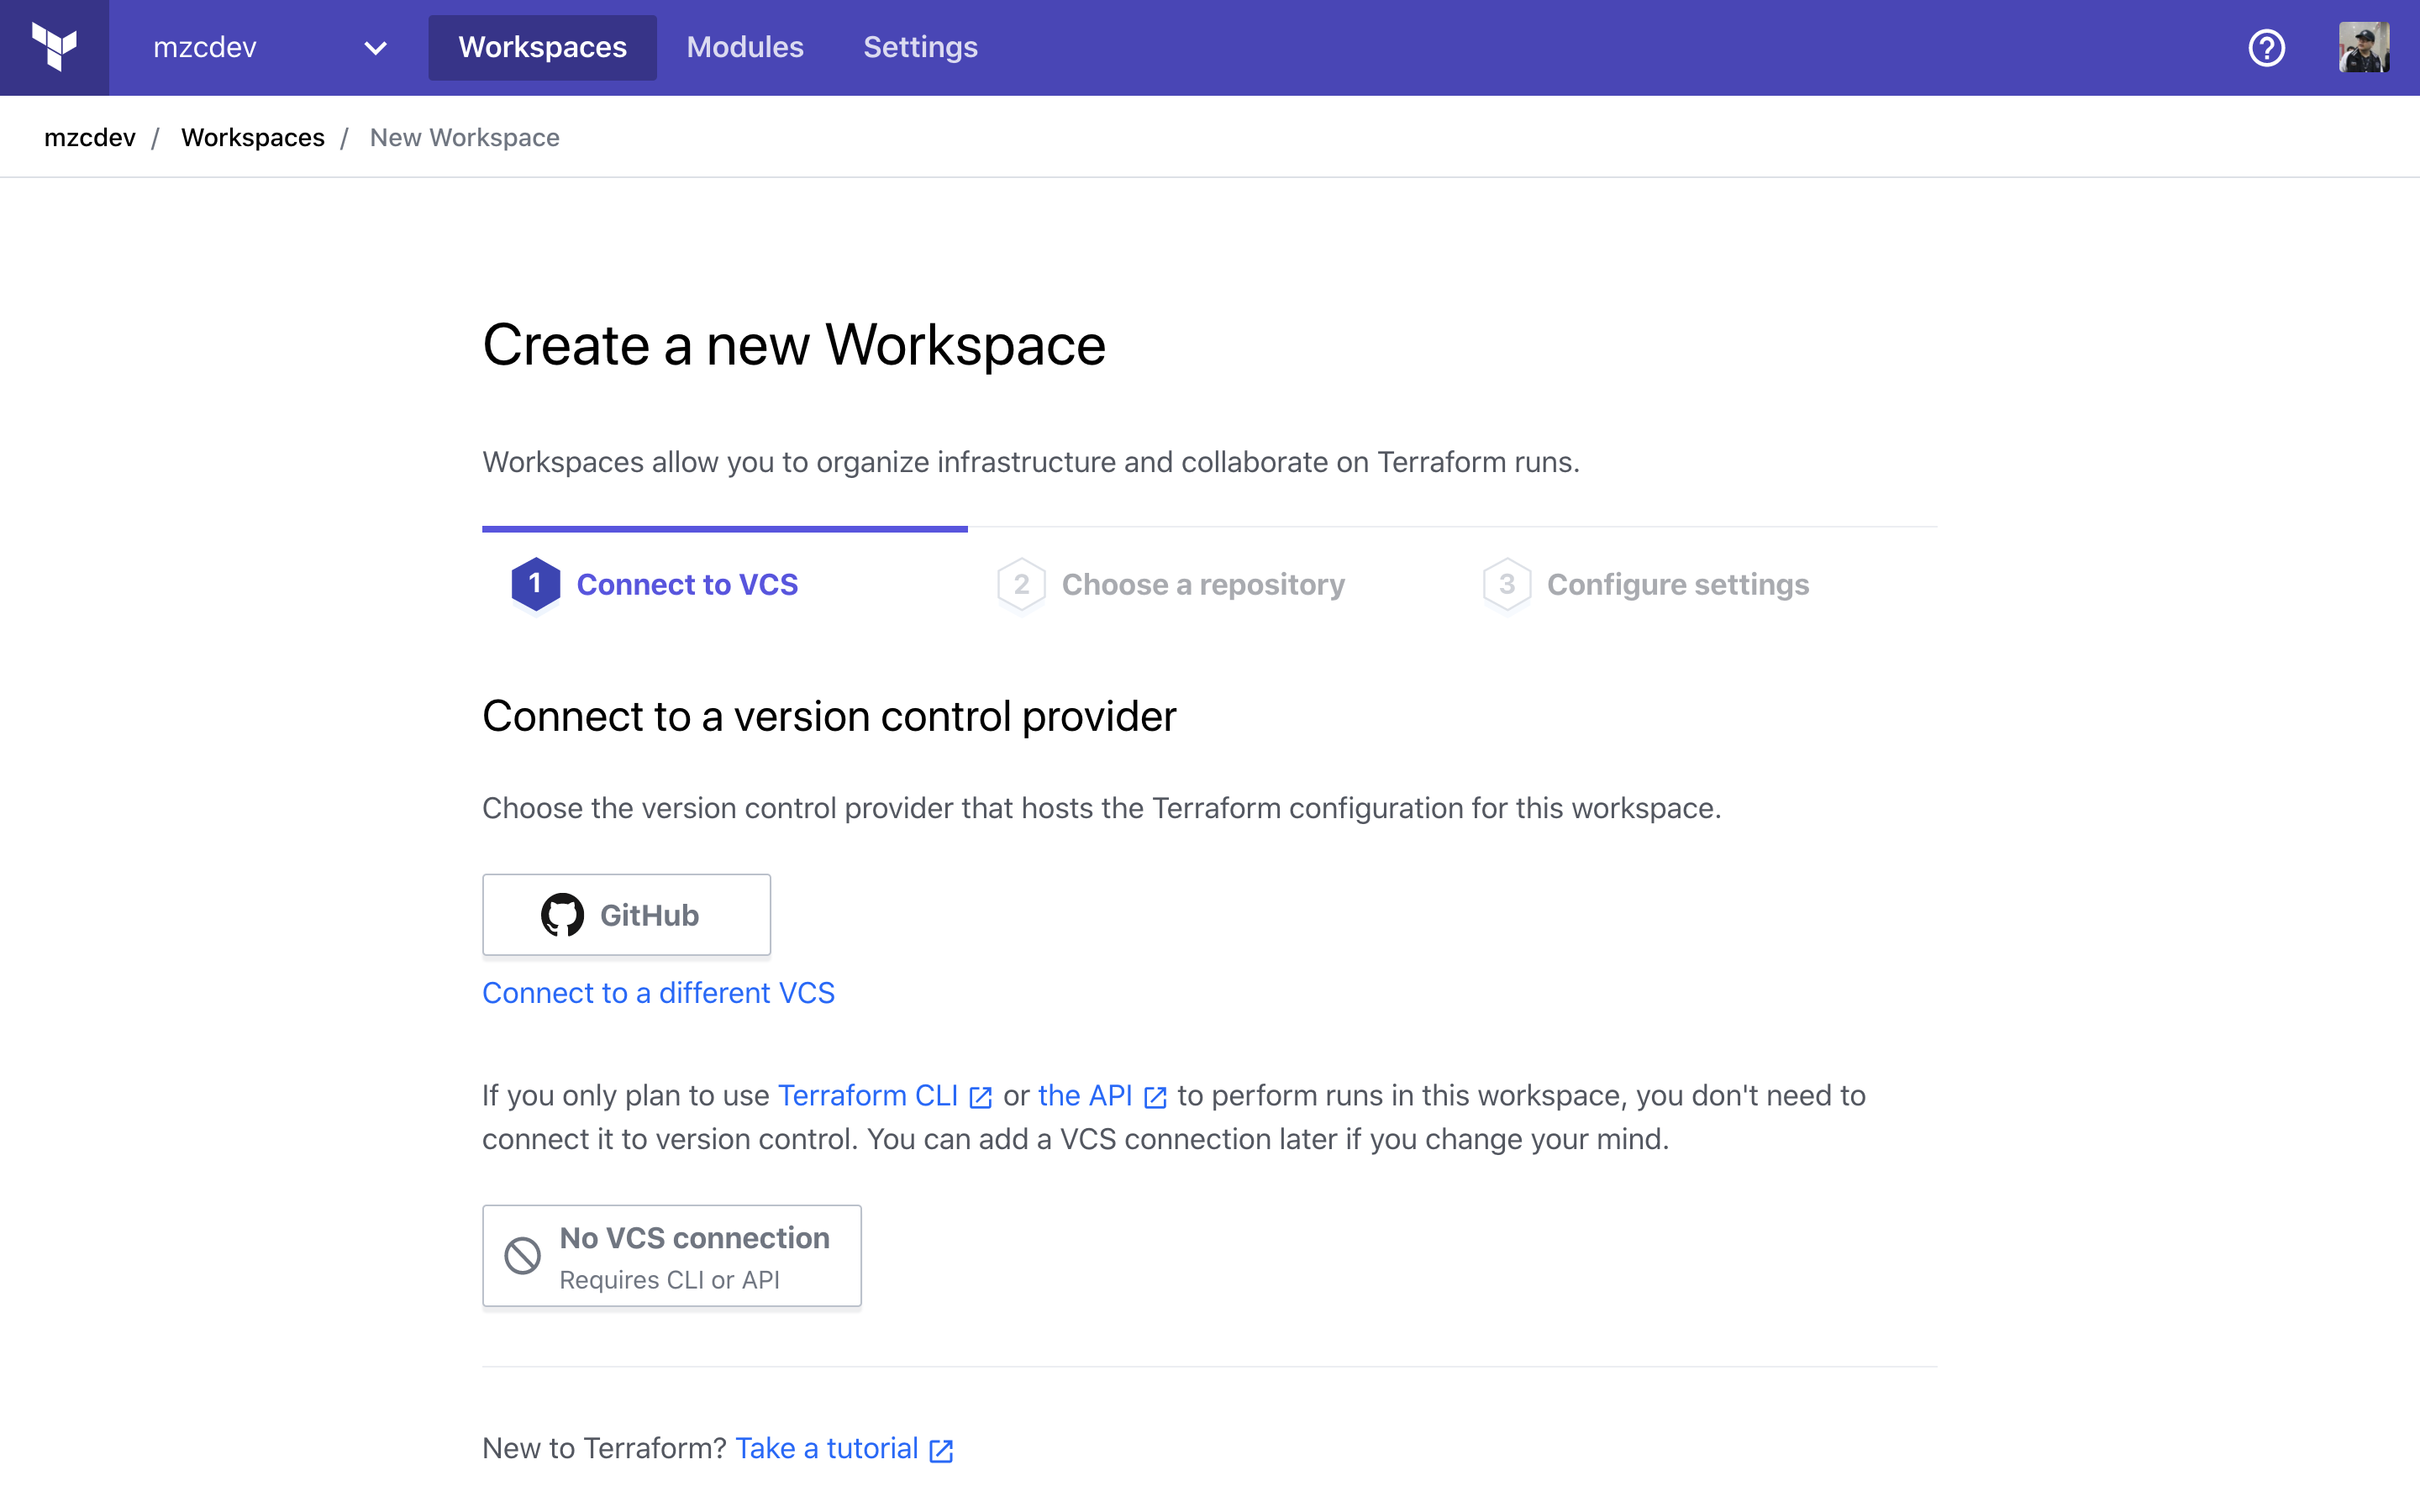 mzcdev
Workspaces
Modules
Settings
mzcdev / Workspaces / New Workspace
Create a new Workspace
Workspaces allow you to organize infrastructure and collaborate on Terraform runs.
1 Connect to VCS
2 Choose a repository
3 Configure settings
Connect to a version control provider
Choose the version control provider that hosts the Terraform configuration for this workspace.
GitHub
Connect to a different VCS
If you only plan to use Terraform CLI or the API to perform runs in this workspace, you don't need to
connect it to version control. You can add a VCS connection later if you change your mind.
No VCS connection
Requires CLI or API
New to Terraform? Take a tutorial